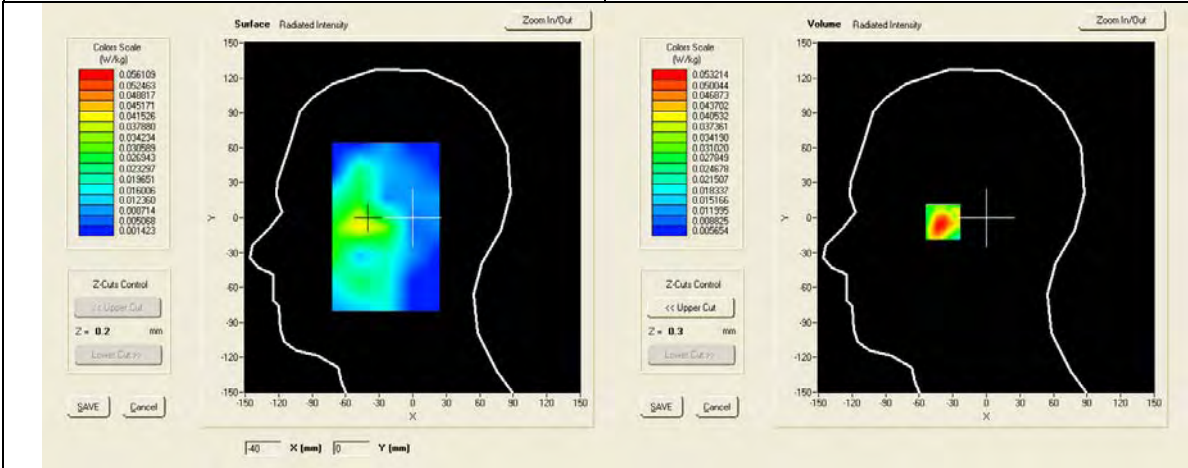 Surface Radiated Intensity
Zoom In/Out
Colors Scale
(W/kg)
0.056109
0.052463
0.048817
0.045171
0.041526
0.037880
0.034234
0.030589
0.026943
0.023297
0.019651
0.016006
0.012360
0.008714
0.005068
0.001423
Z-Cuts Control
<< Upper Cut
Z = 0.2 mm
Lower Cut >>
SAVE
Cancel
150
120
90
60
30
0
-30
-60
-90
-120
-150
Y
-150 -120 -90 -60 -30 0 30 60 90 120 150
X
-40 X (mm) 0 Y (mm)
Volume Radiated Intensity
Zoom In/Out
Colors Scale
(W/kg)
0.053214
0.050044
0.046873
0.043702
0.040532
0.037361
0.034190
0.031020
0.027849
0.024678
0.021507
0.018337
0.015166
0.011995
0.008825
0.005654
Z-Cuts Control
<< Upper Cut
Z = 0.3 mm
Lower Cut >>
SAVE
Cancel
150
120
90
60
30
0
-30
-60
-90
-120
-150
Y
-150 -120 -90 -60 -30 0 30 60 90 120 150
X